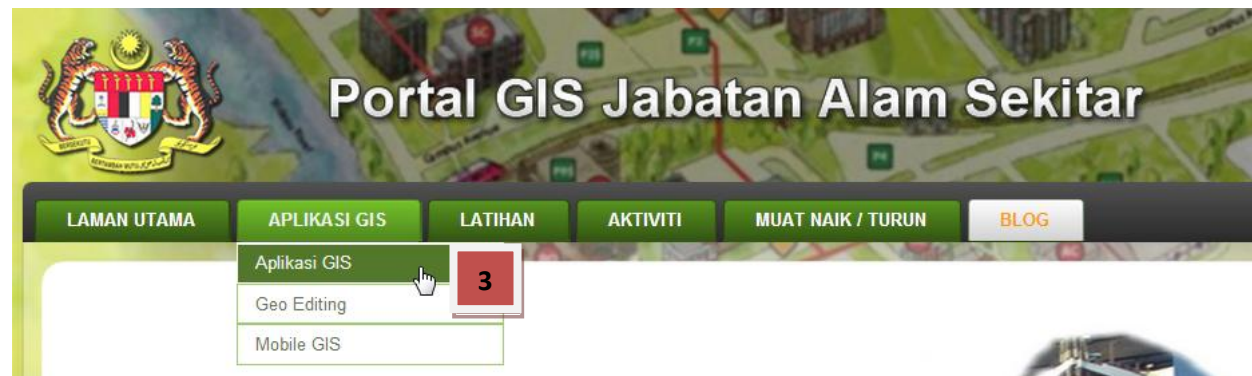 Portal GIS Jabatan Alam Sekitar
LAMAN UTAMA
APLIKASI GIS
LATIHAN
AKTIVITI
MUAT NAIK / TURUN
BLOG
Aplikasi GIS
3
Geo Editing
Mobile GIS